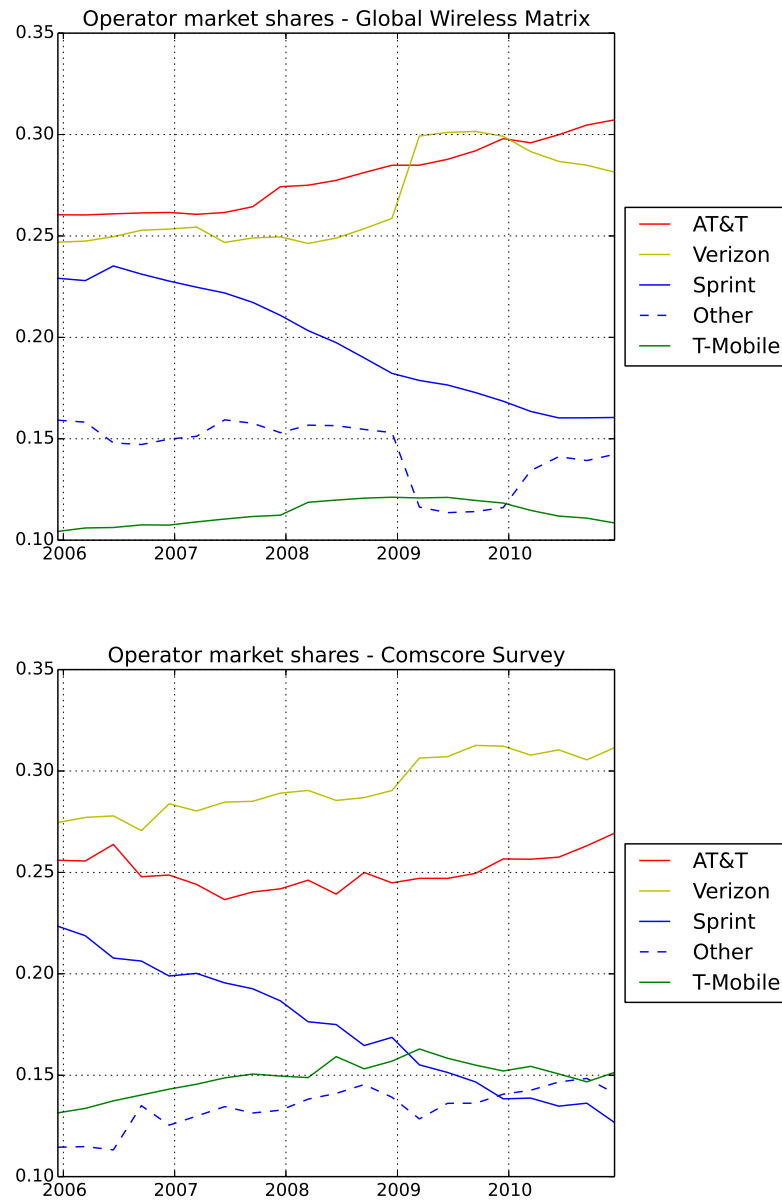 Operator market shares - Global Wireless Matrix
0.35
0.30
0.25
0.20
0.15
0.10
2006 2007 2008 2009 2010
AT&T
Verizon
Sprint
Other
T-Mobile
Operator market shares - Comscore Survey
0.35
0.30
0.25
0.20
0.15
0.10
2006 2007 2008 2009 2010
AT&T
Verizon
Sprint
Other
T-Mobile